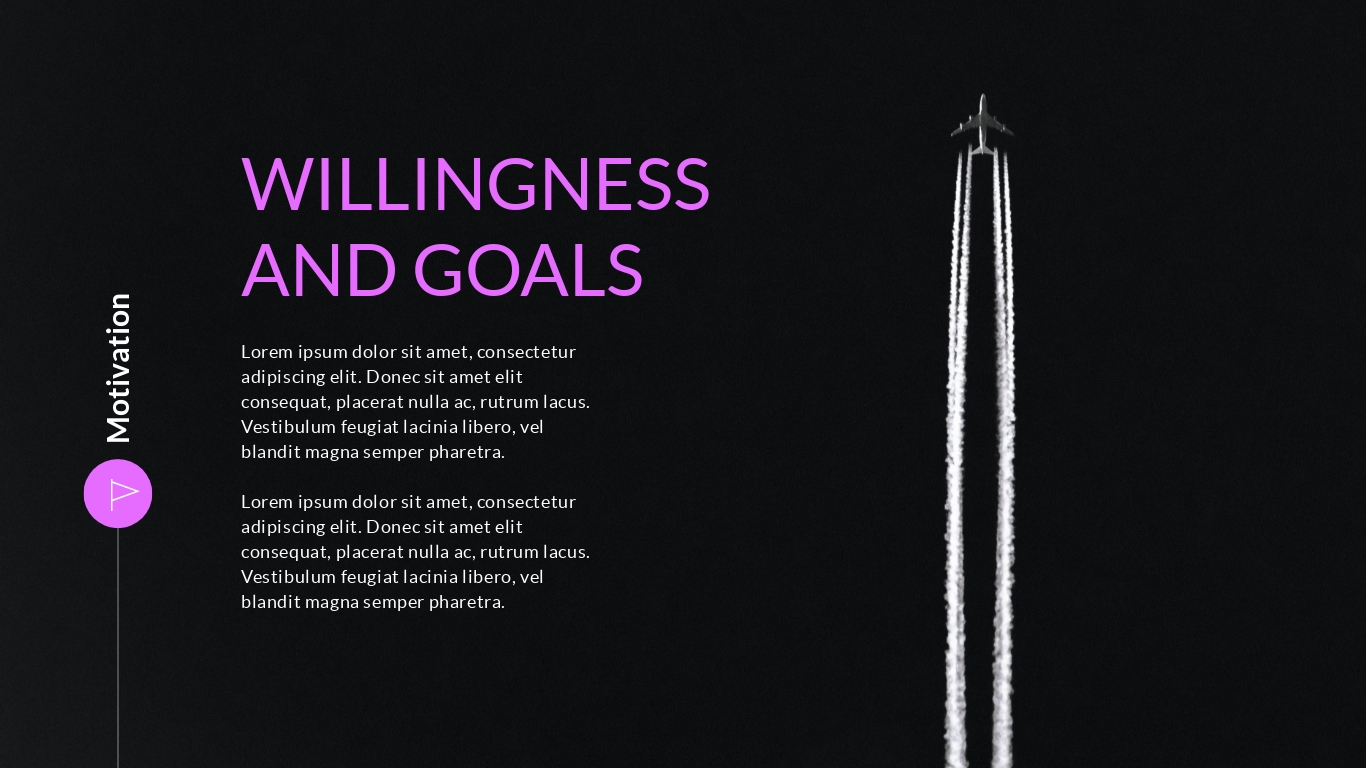 WILLINGNESS
AND GOALS
Motivation
Lorem ipsum dolor sit amet, consectetur
adipiscing elit. Donec sit amet elit
consequat, placerat nulla ac, rutrum lacus.
Vestibulum feugiat lacinia libero, vel
blandit magna semper pharetra.
Lorem ipsum dolor sit amet, consectetur
adipiscing elit. Donec sit amet elit
consequat, placerat nulla ac, rutrum lacus.
Vestibulum feugiat lacinia libero, vel
blandit magna semper pharetra.